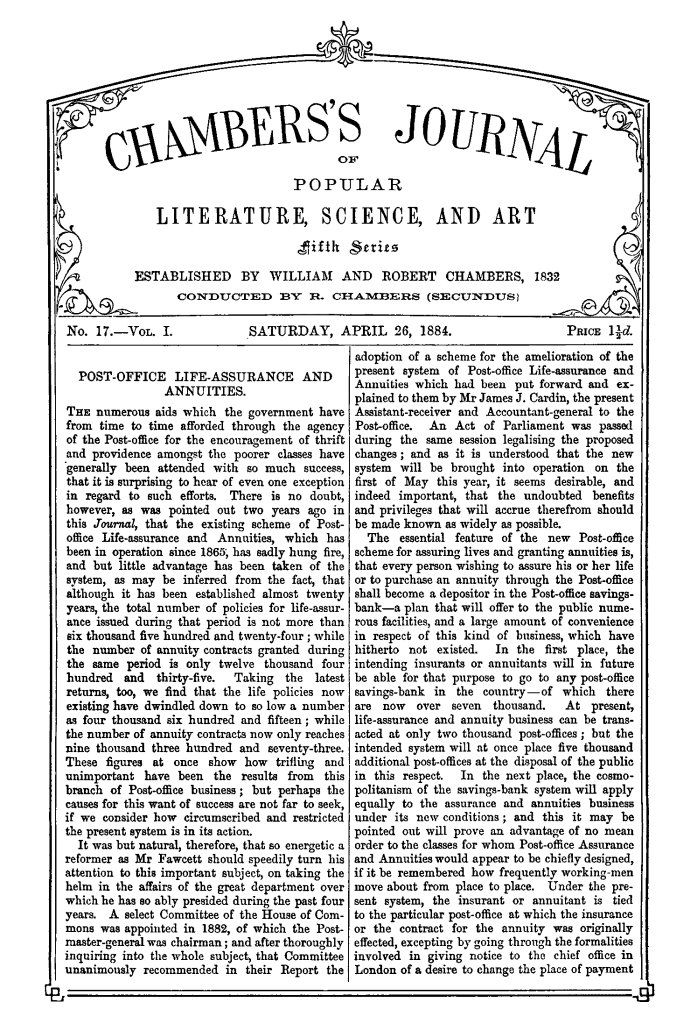 CHAMBERS'S JOURNAL
OF
POPULAR
LITERATURE, SCIENCE, AND ART
Fifth Series
ESTABLISHED BY WILLIAM AND ROBERT CHAMBERS, 1832
CONDUCTED BY R. CHAMBERS (SECUNDUS)
No. 17.—Vol. I.
SATURDAY, APRIL 26, 1884.
Price 1½d.
POST-OFFICE LIFE-ASSURANCE AND
ANNUITIES.
The numerous aids which the government have
from time to time afforded through the agency
of the Post-office for the encouragement of thrift
and providence amongst the poorer classes have
generally been attended with so much success,
that it is surprising to hear of even one exception
in regard to such efforts. There is no doubt,
however, as was pointed out two years ago in
this Journal, that the existing scheme of Post-
office Life-assurance and Annuities, which has
been in operation since 1865, has sadly hung fire,
and but little advantage has been taken of the
system, as may be inferred from the fact, that
although it has been established almost twenty
years, the total number of policies for life-assur-
ance issued during that period is not more than
six thousand five hundred and twenty-four; while
the number of annuity contracts granted during
the same period is only twelve thousand four
hundred and thirty-five. Taking the latest
returns, too, we find that the life policies now
existing have dwindled down to so low a number
as four thousand six hundred and fifteen; while
the number of annuity contracts now only reaches
nine thousand three hundred and seventy-three.
These figures at once show how trifling and
unimportant have been the results from this
branch of Post-office business; but perhaps the
causes for this want of success are not far to seek,
if we consider how circumscribed and restricted
the present system is in its action.
It was but natural, therefore, that so energetic a
reformer as Mr Fawcett should speedily turn his
attention to this important subject, on taking the
helm in the affairs of the great department over
which he has so ably presided during the past four
years. A select Committee of the House of Com-
mons was appointed in 1882, of which the Post-
master-general was chairman; and after thoroughly
inquiring into the whole subject, that Committee
unanimously recommended in their Report the
adoption of a scheme for the amelioration of the
present system of Post-office Life-assurance and
Annuities which had been put forward and ex-
plained to them by Mr James J. Cardin, the present
Assistant-receiver and Accountant-general to the
Post-office. An Act of Parliament was passed
during the same session legalising the proposed
changes; and as it is understood that the new
system will be brought into operation on the
first of May this year, it seems desirable, and
indeed important, that the undoubted benefits
and privileges that will accrue therefrom should
be made known as widely as possible.
The essential feature of the new Post-office
scheme for assuring lives and granting annuities is,
that every person wishing to assure his or her life
or to purchase an annuity through the Post-office
shall become a depositor in the Post-office savings-
bank—a plan that will offer to the public nume-
rous facilities, and a large amount of convenience
in respect of this kind of business, which have
hitherto not existed. In the first place, the
intending insurants or annuitants will in future
be able for that purpose to go to any post-office
savings-bank in the country—of which there
are now over seven thousand. At present,
life-assurance and annuity business can be trans-
acted at only two thousand post-offices; but the
intended system will at once place five thousand
additional post-offices at the disposal of the public
in this respect. In the next place, the cosmo-
politanism of the savings-bank system will apply
equally to the assurance and annuities business
under its new conditions; and this it may be
pointed out will prove an advantage of no mean
order to the classes for whom Post-office Assurance
and Annuities would appear to be chiefly designed,
if it be remembered how frequently working-men
move about from place to place. Under the pre-
sent system, the insurant or annuitant is tied
to the particular post-office at which the insurance
or the contract for the annuity was originally
effected, excepting by going through the formalities
involved in giving notice to the chief office in
London of a desire to change the place of payment